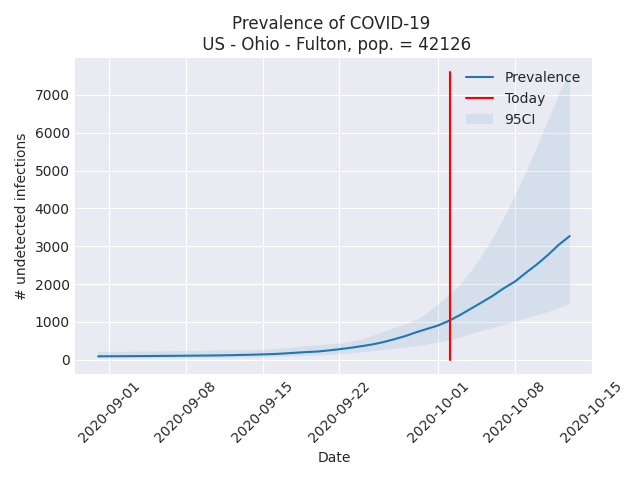 Prevalence of COVID-19
US - Ohio - Fulton, pop. = 42126
Prevalence
Today
95CI
7000
6000
5000
4000
3000
2000
1000
0
# undetected infections
2020-09-01
2020-09-08
2020-09-15
2020-09-22
2020-10-01
2020-10-08
2020-10-15
Date